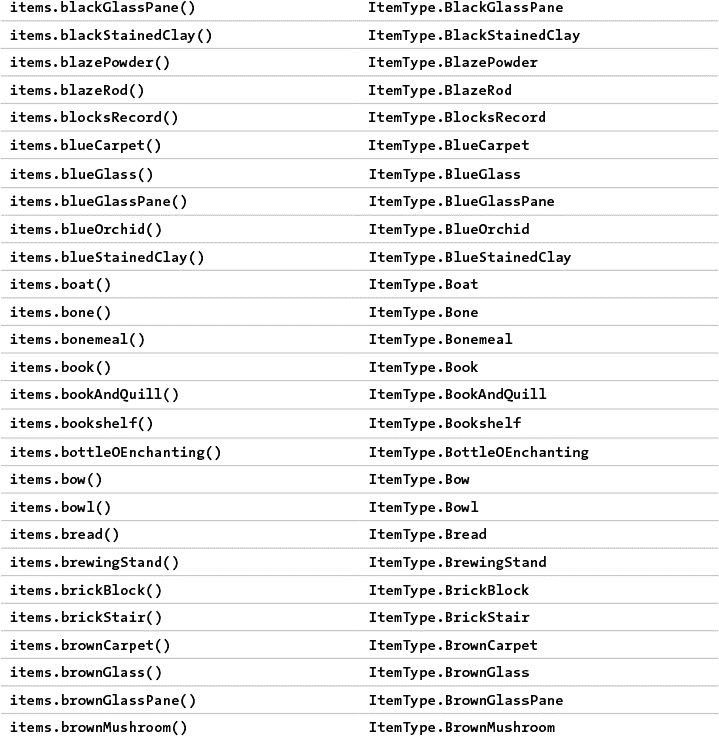 items.blackGlassPane() ItemType.BlackGlassPane
items.blackStainedClay() ItemType.BlackStainedClay
items.blazePowder() ItemType.BlazePowder
items.blazeRod() ItemType.BlazeRod
items.blocksRecord() ItemType.BlocksRecord
items.blueCarpet() ItemType.BlueCarpet
items.blueGlass() ItemType.BlueGlass
items.blueGlassPane() ItemType.BlueGlassPane
items.blueOrchid() ItemType.BlueOrchid
items.blueStainedClay() ItemType.BlueStainedClay
items.boat() ItemType.Boat
items.bone() ItemType.Bone
items.bonemeal() ItemType.Bonemeal
items.book() ItemType.Book
items.bookAndQuill() ItemType.BookAndQuill
items.bookshelf() ItemType.Bookshelf
items.bottleOEnchanting() ItemType.BottleOEnchanting
items.bow() ItemType.Bow
items.bowl() ItemType.Bowl
items.bread() ItemType.Bread
items.brewingStand() ItemType.BrewingStand
items.brickBlock() ItemType.BrickBlock
items.brickStair() ItemType.BrickStair
items.brownCarpet() ItemType.BrownCarpet
items.brownGlass() ItemType.BrownGlass
items.brownGlassPane() ItemType.BrownGlassPane
items.brownMushroom() ItemType.BrownMushroom